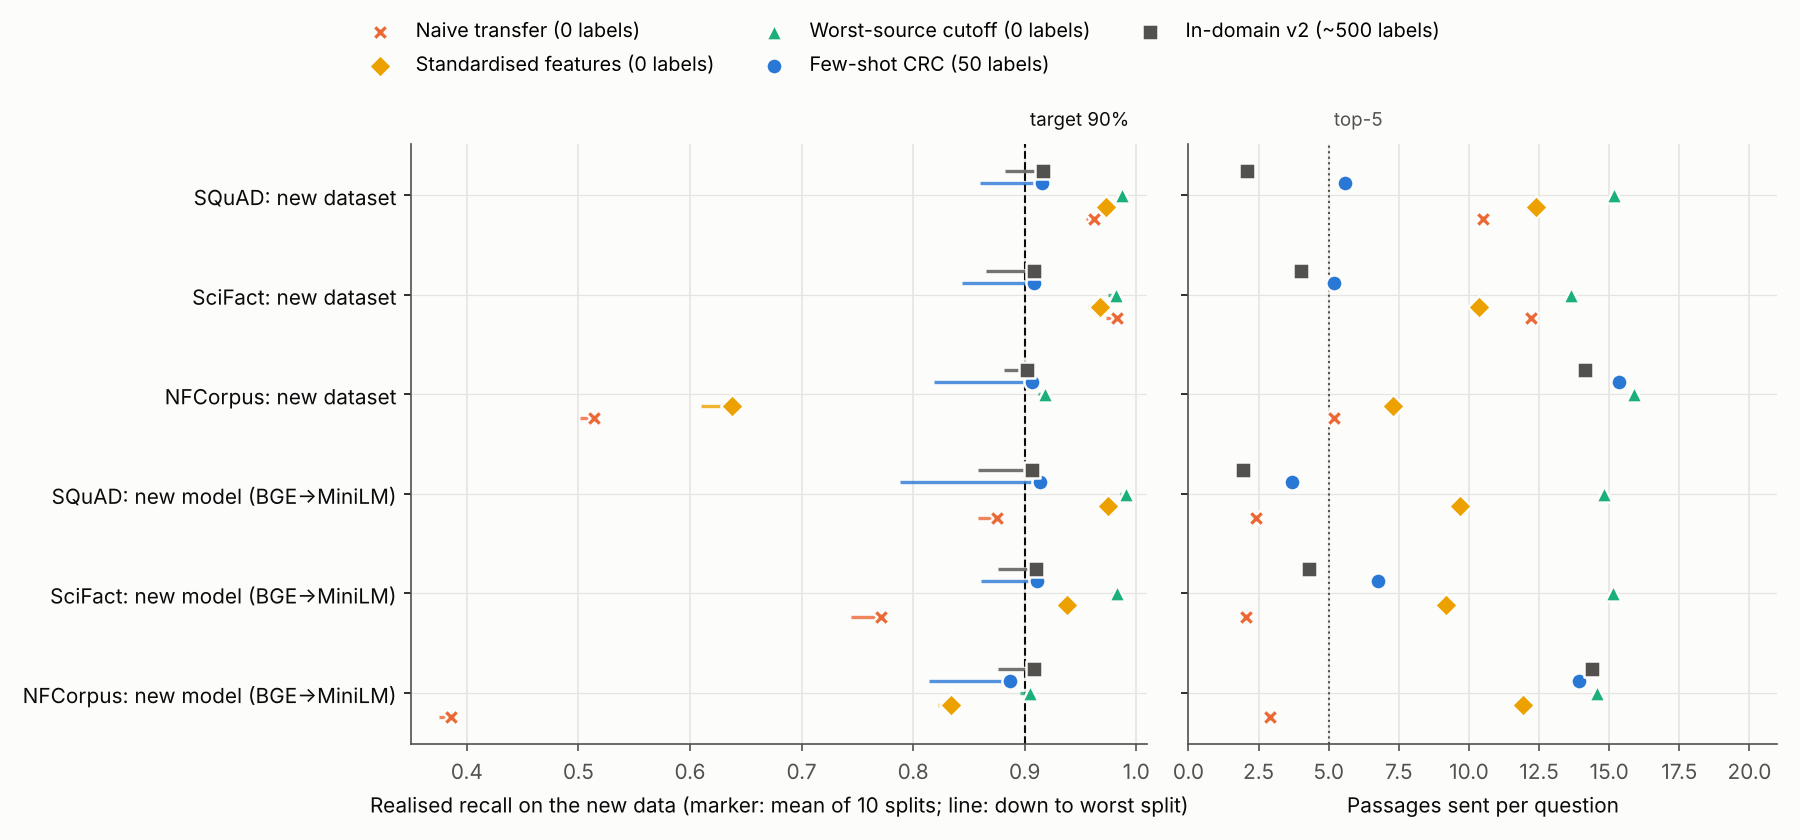 Naive transfer (0 labels)
Worst-source cutoff (0 labels)
In-domain v2 (~500 labels)
Standardised features (0 labels)
Few-shot CRC (50 labels)
target 90%
top-5
SQuAD: new dataset
SciFact: new dataset
NFCorpus: new dataset
SQuAD: new model (BGE→MiniLM)
SciFact: new model (BGE→MiniLM)
NFCorpus: new model (BGE→MiniLM)
0.4 0.5 0.6 0.7 0.8 0.9 1.0
0.0 2.5 5.0 7.5 10.0 12.5 15.0 17.5 20.0
Realised recall on the new data (marker: mean of 10 splits; line: down to worst split)
Passages sent per question